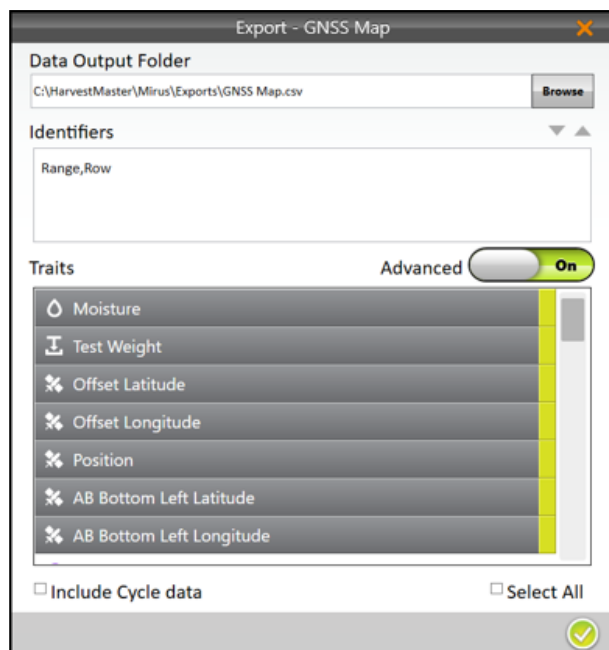 Export - GNSS Map
Data Output Folder
C:\HarvestMaster\Mirus\Exports\GNSS Map.csv
Browse
Identifiers
Range,Row
Traits
Advanced
On
Moisture
Test Weight
Offset Latitude
Offset Longitude
Position
AB Bottom Left Latitude
AB Bottom Left Longitude
Include Cycle data
Select All